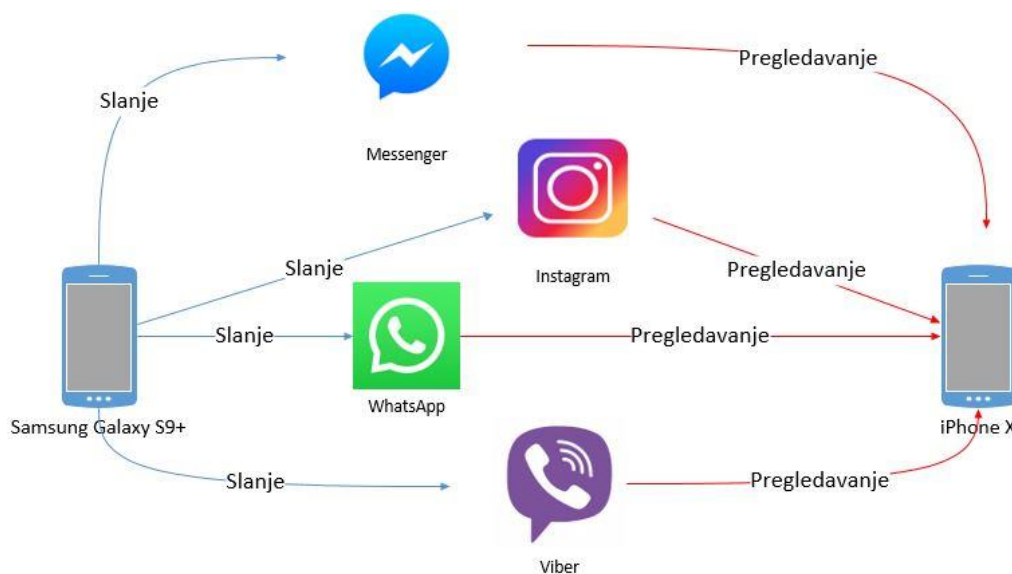 Slanje
Pregledavanje
Messenger
Slanje
Pregledavanje
Instagram
Slanje
Pregledavanje
WhatsApp
Samsung Galaxy S9+
iPhone X
Slanje
Pregledavanje
Viber